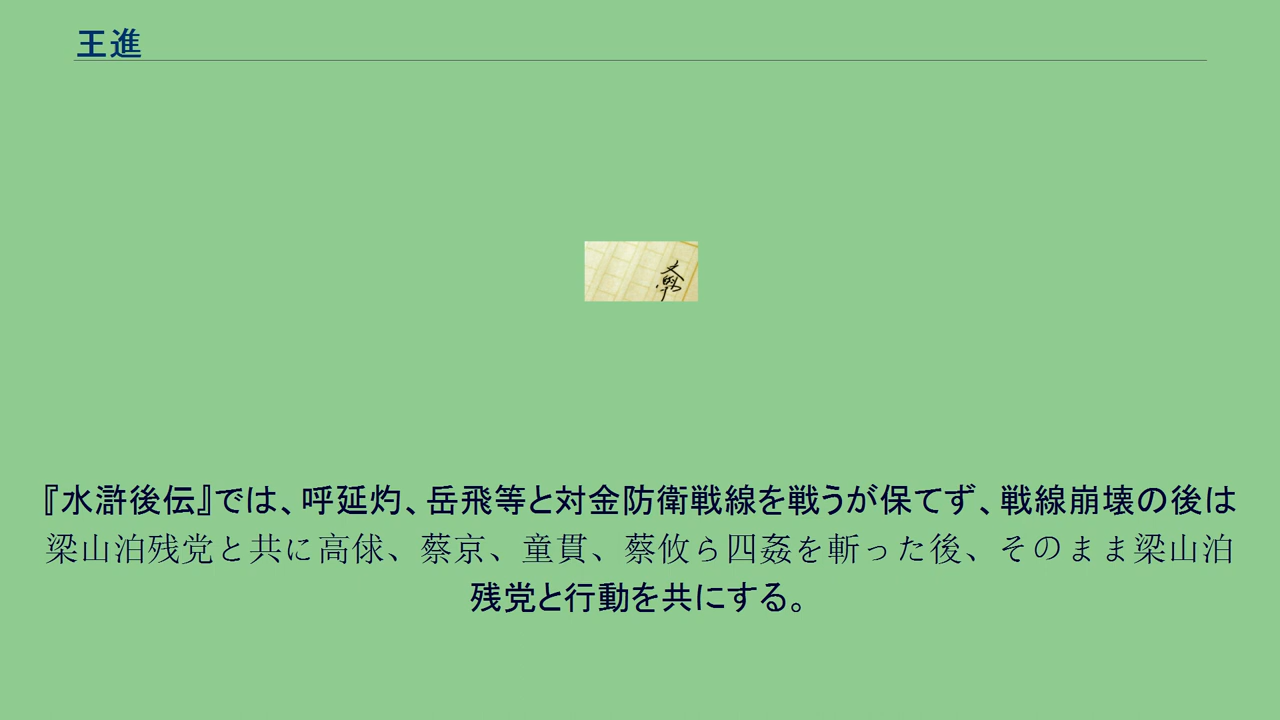 王進
『水滸後伝』では、呼延灼、岳飛等と対金防衛戦線を戦うが保てず、戦線崩壊の後は
梁山泊残党と共に高俅、蔡京、童貫、蔡攸ら四姦を斬った後、そのまま梁山泊
残党と行動を共にする。